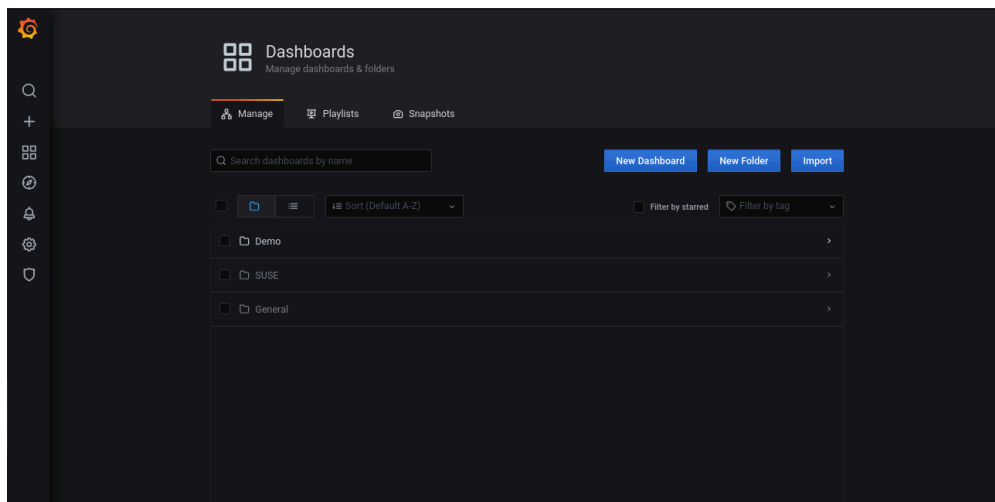 Dashboards
Manage dashboards & folders
Manage Playlists Snapshots
Search dashboards by name New Dashboard New Folder Import
Sort (Default A-Z) Filter by starred Filter by tag
Demo
SUSE
General